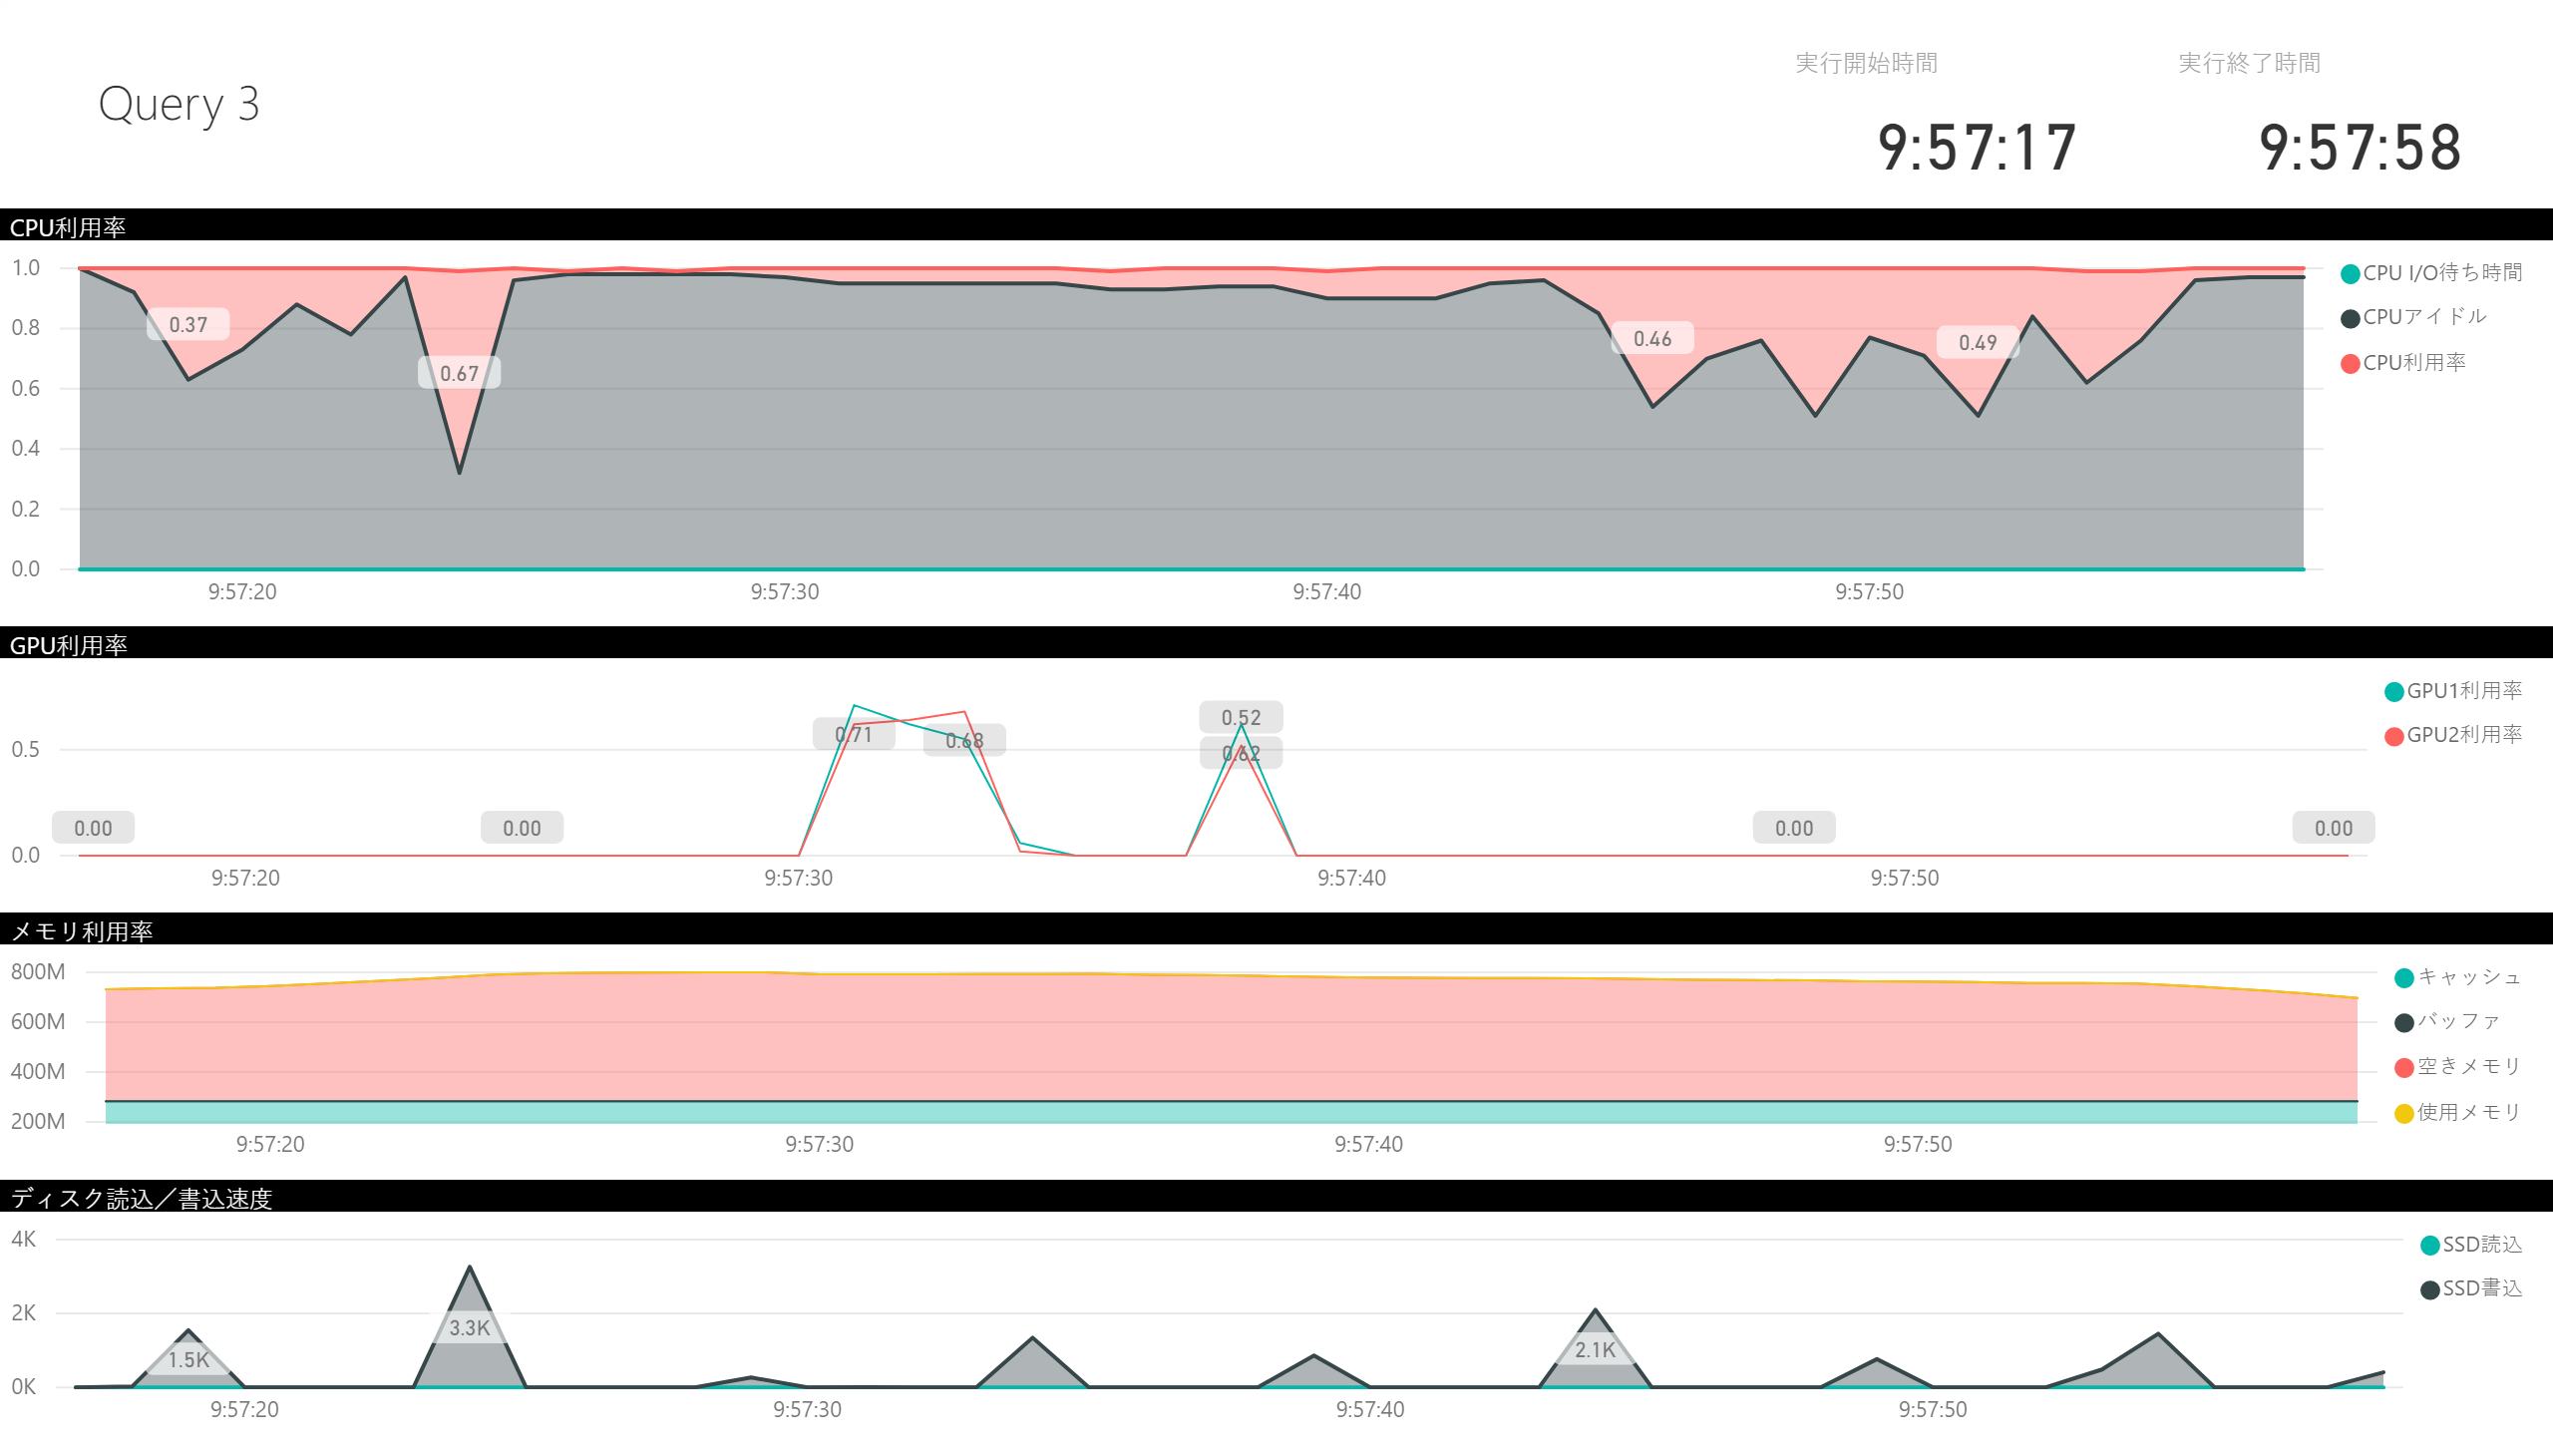 Query 3
実行開始時間
実行終了時間
9:57:17
9:57:58
CPU利用率
1.0
0.8
0.6
0.4
0.2
0.0
0.37
0.67
0.46
0.49
9:57:20
9:57:30
9:57:40
9:57:50
CPU I/O待ち時間
CPUアイドル
CPU利用率
GPU利用率
0.5
0.0
0.00
0.00
0.71
0.68
0.52
0.62
0.00
0.00
9:57:20
9:57:30
9:57:40
9:57:50
GPU1利用率
GPU2利用率
メモリ利用率
800M
600M
400M
200M
9:57:20
9:57:30
9:57:40
9:57:50
キャッシュ
バッファ
空きメモリ
使用メモリ
ディスク読込／書込速度
4K
2K
0K
1.5K
3.3K
2.1K
9:57:20
9:57:30
9:57:40
9:57:50
SSD読込
SSD書込